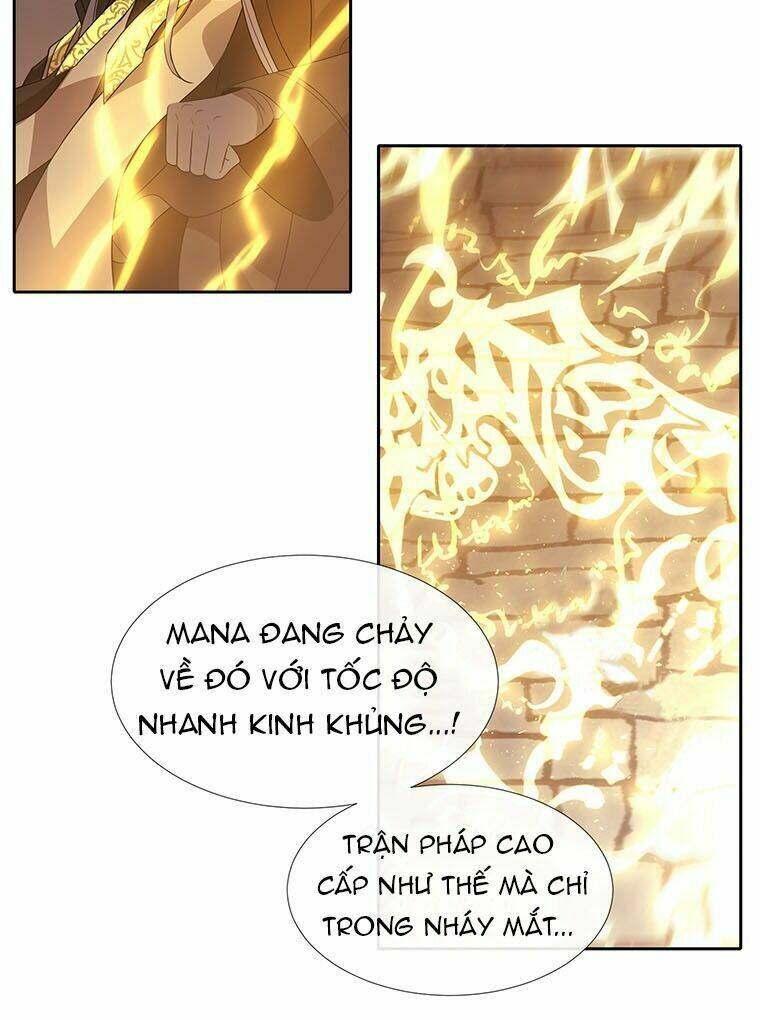 MANA ĐANG CHẢY
VỀ ĐÓ VỚI TỐC ĐỘ
NHANH KINH KHỦNG...!
TRẬN PHÁP CAO
CẤP NHƯ THẾ MÀ CHỈ
TRONG NHÁY MẮT...